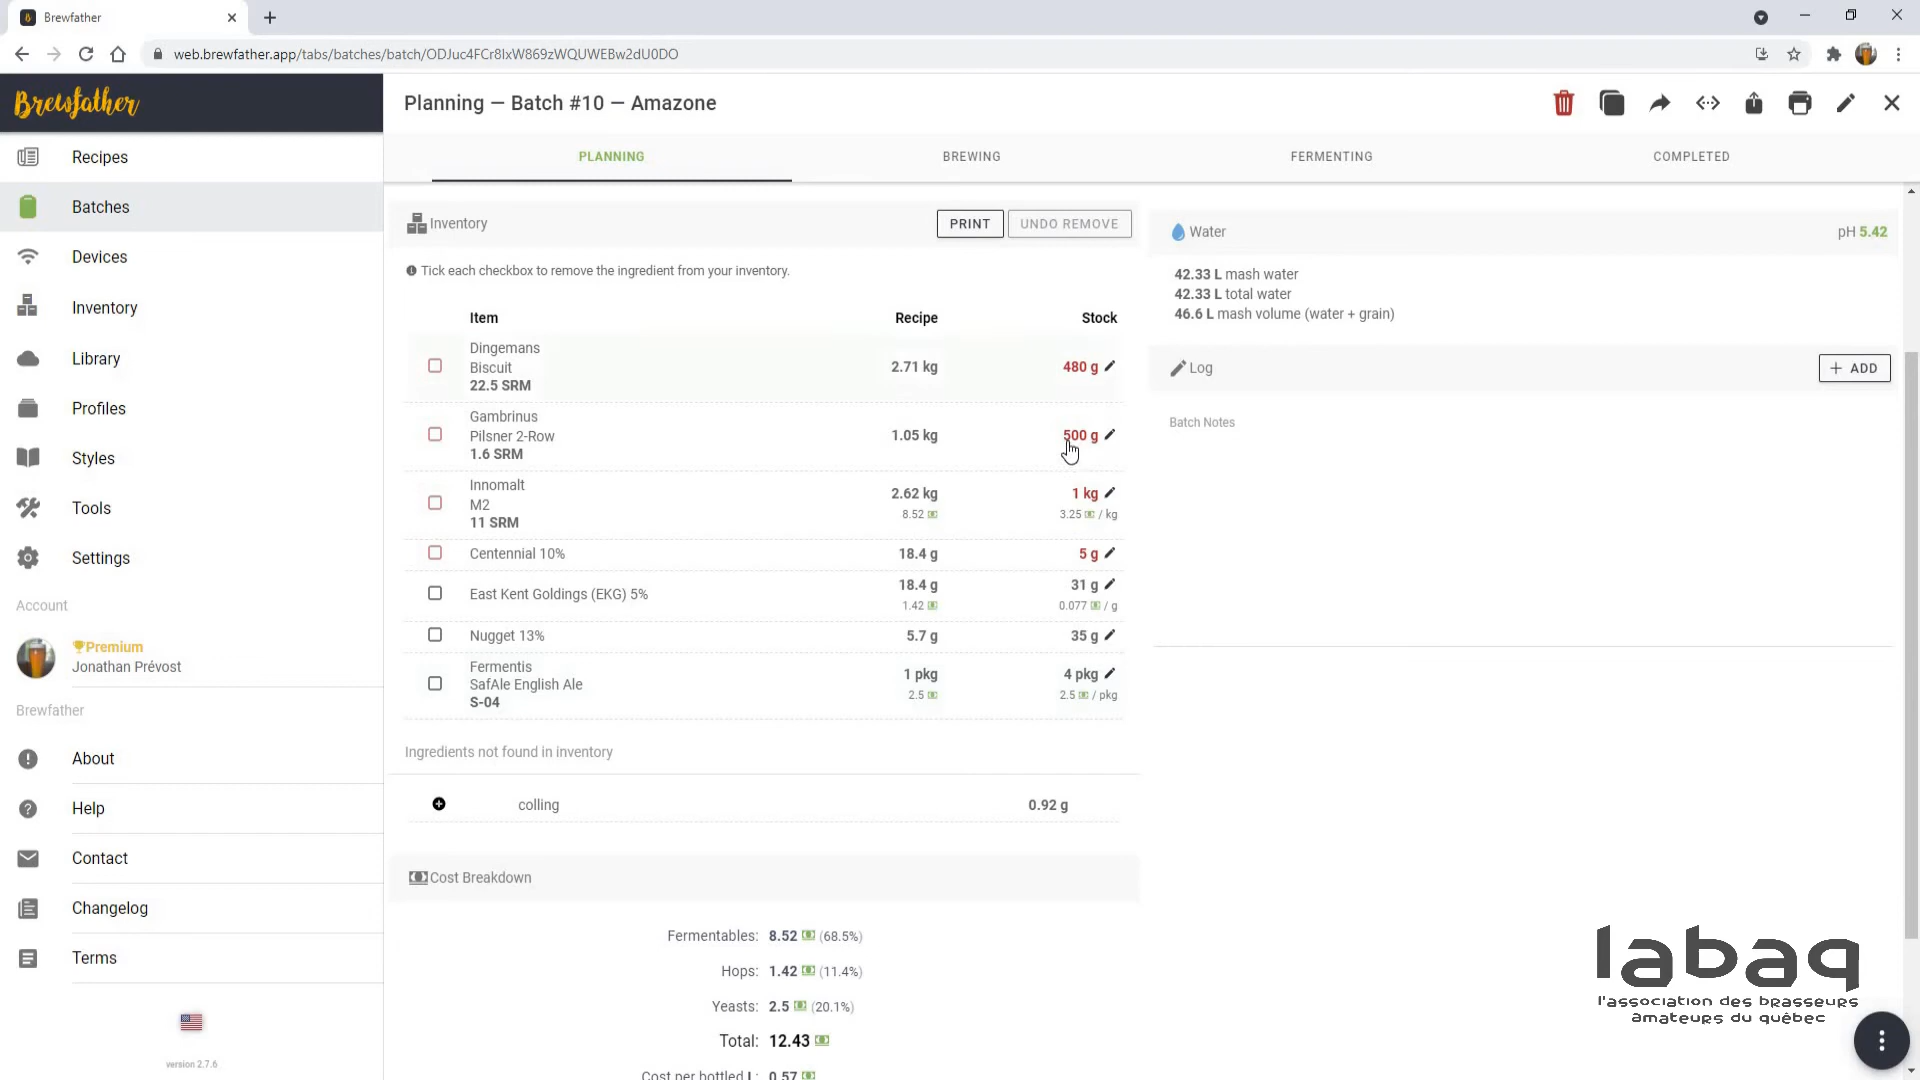 Brewfather
web.brewfather.app/tabs/batches/batch/ODJuc4FCr8IxW869zWQUWEBw2dU0DO
Brewfather
Planning — Batch #10 — Amazone
PLANNING
BREWING
FERMENTING
COMPLETED
Recipes
Batches
Devices
Inventory
Library
Profiles
Styles
Tools
Settings
Account
Premium
Jonathan Prévost
Brewfather
About
Help
Contact
Changelog
Terms
version 2.7.6
Inventory
PRINT
UNDO REMOVE
Tick each checkbox to remove the ingredient from your inventory.
Item Recipe Stock
Dingemans
Biscuit 2.71 kg 480 g
22.5 SRM
Gambrinus
Pilsner 2-Row 1.05 kg 500 g
1.6 SRM
Innomalt 2.62 kg 1 kg
M2 8.52 3.25 / kg
11 SRM
Centennial 10% 18.4 g 5 g
East Kent Goldings (EKG) 5% 18.4 g 31 g
1.42 0.077 / g
Nugget 13% 5.7 g 35 g
Fermentis 1 pkg 4 pkg
SafAle English Ale 2.5 2.5 / pkg
S-04
Ingredients not found in inventory
colling 0.92 g
Cost Breakdown
Fermentables: 8.52 (68.5%)
Hops: 1.42 (11.4%)
Yeasts: 2.5 (20.1%)
Total: 12.43
Cost per bottled L: 0.57
Water pH 5.42
42.33 L mash water
42.33 L total water
46.6 L mash volume (water + grain)
Log
+ ADD
Batch Notes
labaq
l'association des brasseurs
amateurs du québec